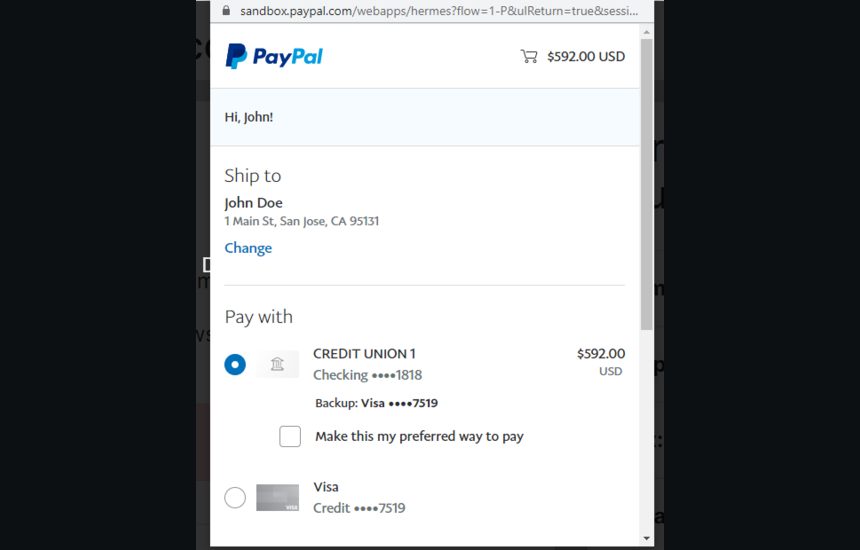 sandbox.paypal.com/webapps/hermes?flow=1-P&ulReturn=true&sessi...
PayPal
$592.00 USD
Hi, John!
Ship to
John Doe
1 Main St, San Jose, CA 95131
Change
Pay with
CREDIT UNION 1
$592.00
Checking ••••1818
USD
Backup: Visa ••••7519
Make this my preferred way to pay
Visa
VISA
Credit ••••7519